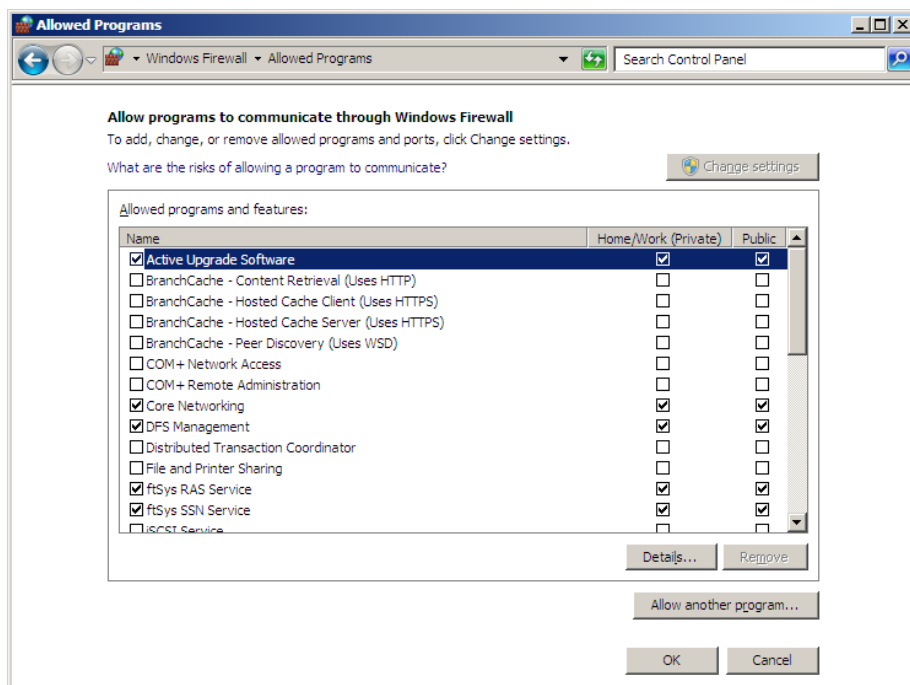 Allowed Programs
Windows Firewall Allowed Programs Search Control Panel
Allow programs to communicate through Windows Firewall
To add, change, or remove allowed programs and ports, click Change settings.
What are the risks of allowing a program to communicate? Change settings
Allowed programs and features:
Name Home/Work (Private) Public
Active Upgrade Software
BranchCache - Content Retrieval (Uses HTTP)
BranchCache - Hosted Cache Client (Uses HTTPS)
BranchCache - Hosted Cache Server (Uses HTTPS)
BranchCache - Peer Discovery (Uses WSD)
COM+ Network Access
COM+ Remote Administration
Core Networking
DFS Management
Distributed Transaction Coordinator
File and Printer Sharing
ftSys RAS Service
ftSys SSN Service
iSCSI Service
Details... Remove
Allow another program...
OK Cancel